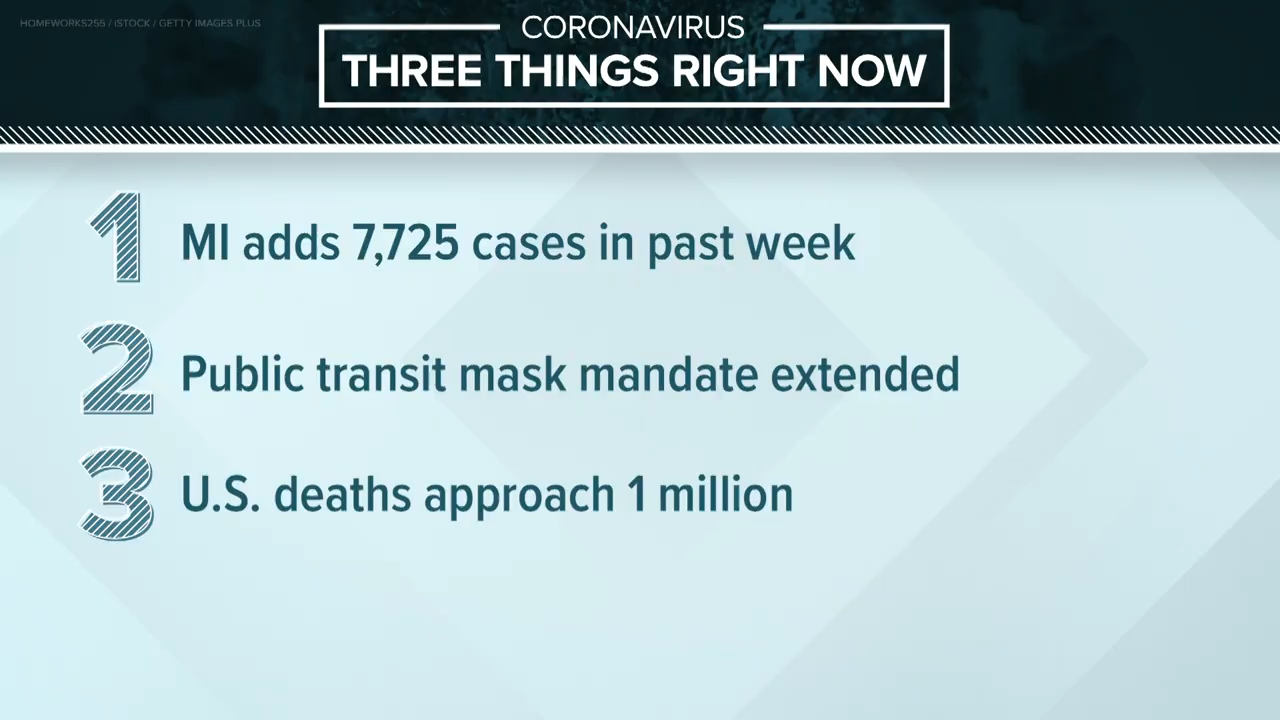 HOMEWORKS255 / iSTOCK / GETTY IMAGES PLUS
CORONAVIRUS
THREE THINGS RIGHT NOW
1 MI adds 7,725 cases in past week
2 Public transit mask mandate extended
3 U.S. deaths approach 1 million